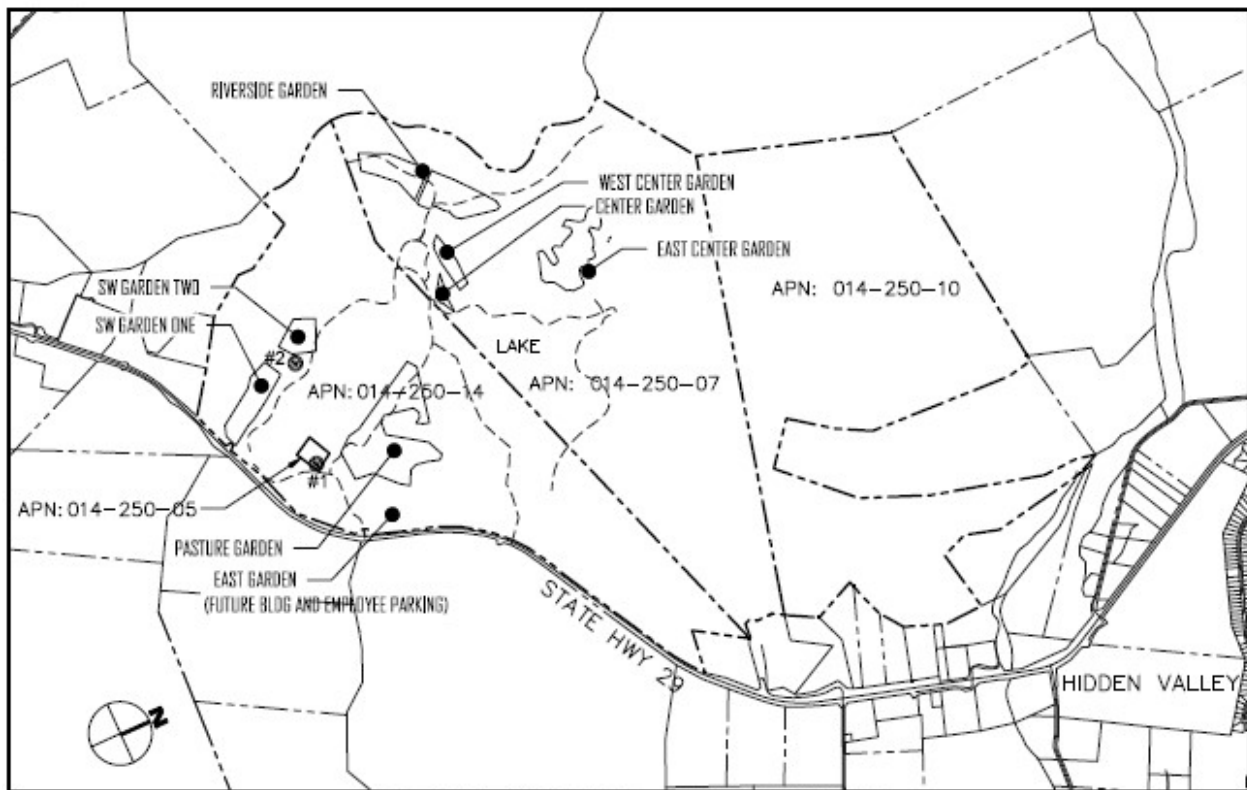 RIVERSIDE GARDEN
WEST CENTER GARDEN
CENTER GARDEN
EAST CENTER GARDEN
APN: 014-250-10
SW GARDEN TWO
SW GARDEN ONE
#2
LAKE
APN: 014-250-14
APN: 014-250-07
#1
APN: 014-250-05
PASTURE GARDEN
EAST GARDEN
(FUTURE BLDG AND EMPLOYEE PARKING)
STATE HWY 29
HIDDEN VALLEY
N